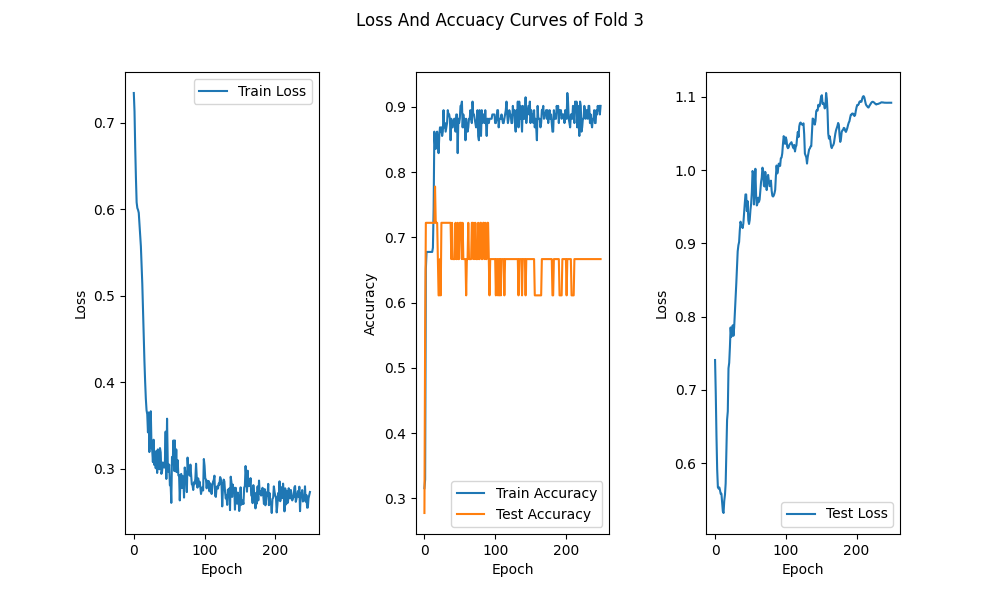 Loss And Accuacy Curves of Fold 3
Train Loss
0.7
0.6
0.5
0.4
0.3
Loss
0
100
200
Epoch
0.9
0.8
0.7
0.6
0.5
0.4
0.3
Accuracy
Train Accuracy
Test Accuracy
0
100
200
Epoch
1.1
1.0
0.9
0.8
0.7
0.6
Loss
Test Loss
0
100
200
Epoch